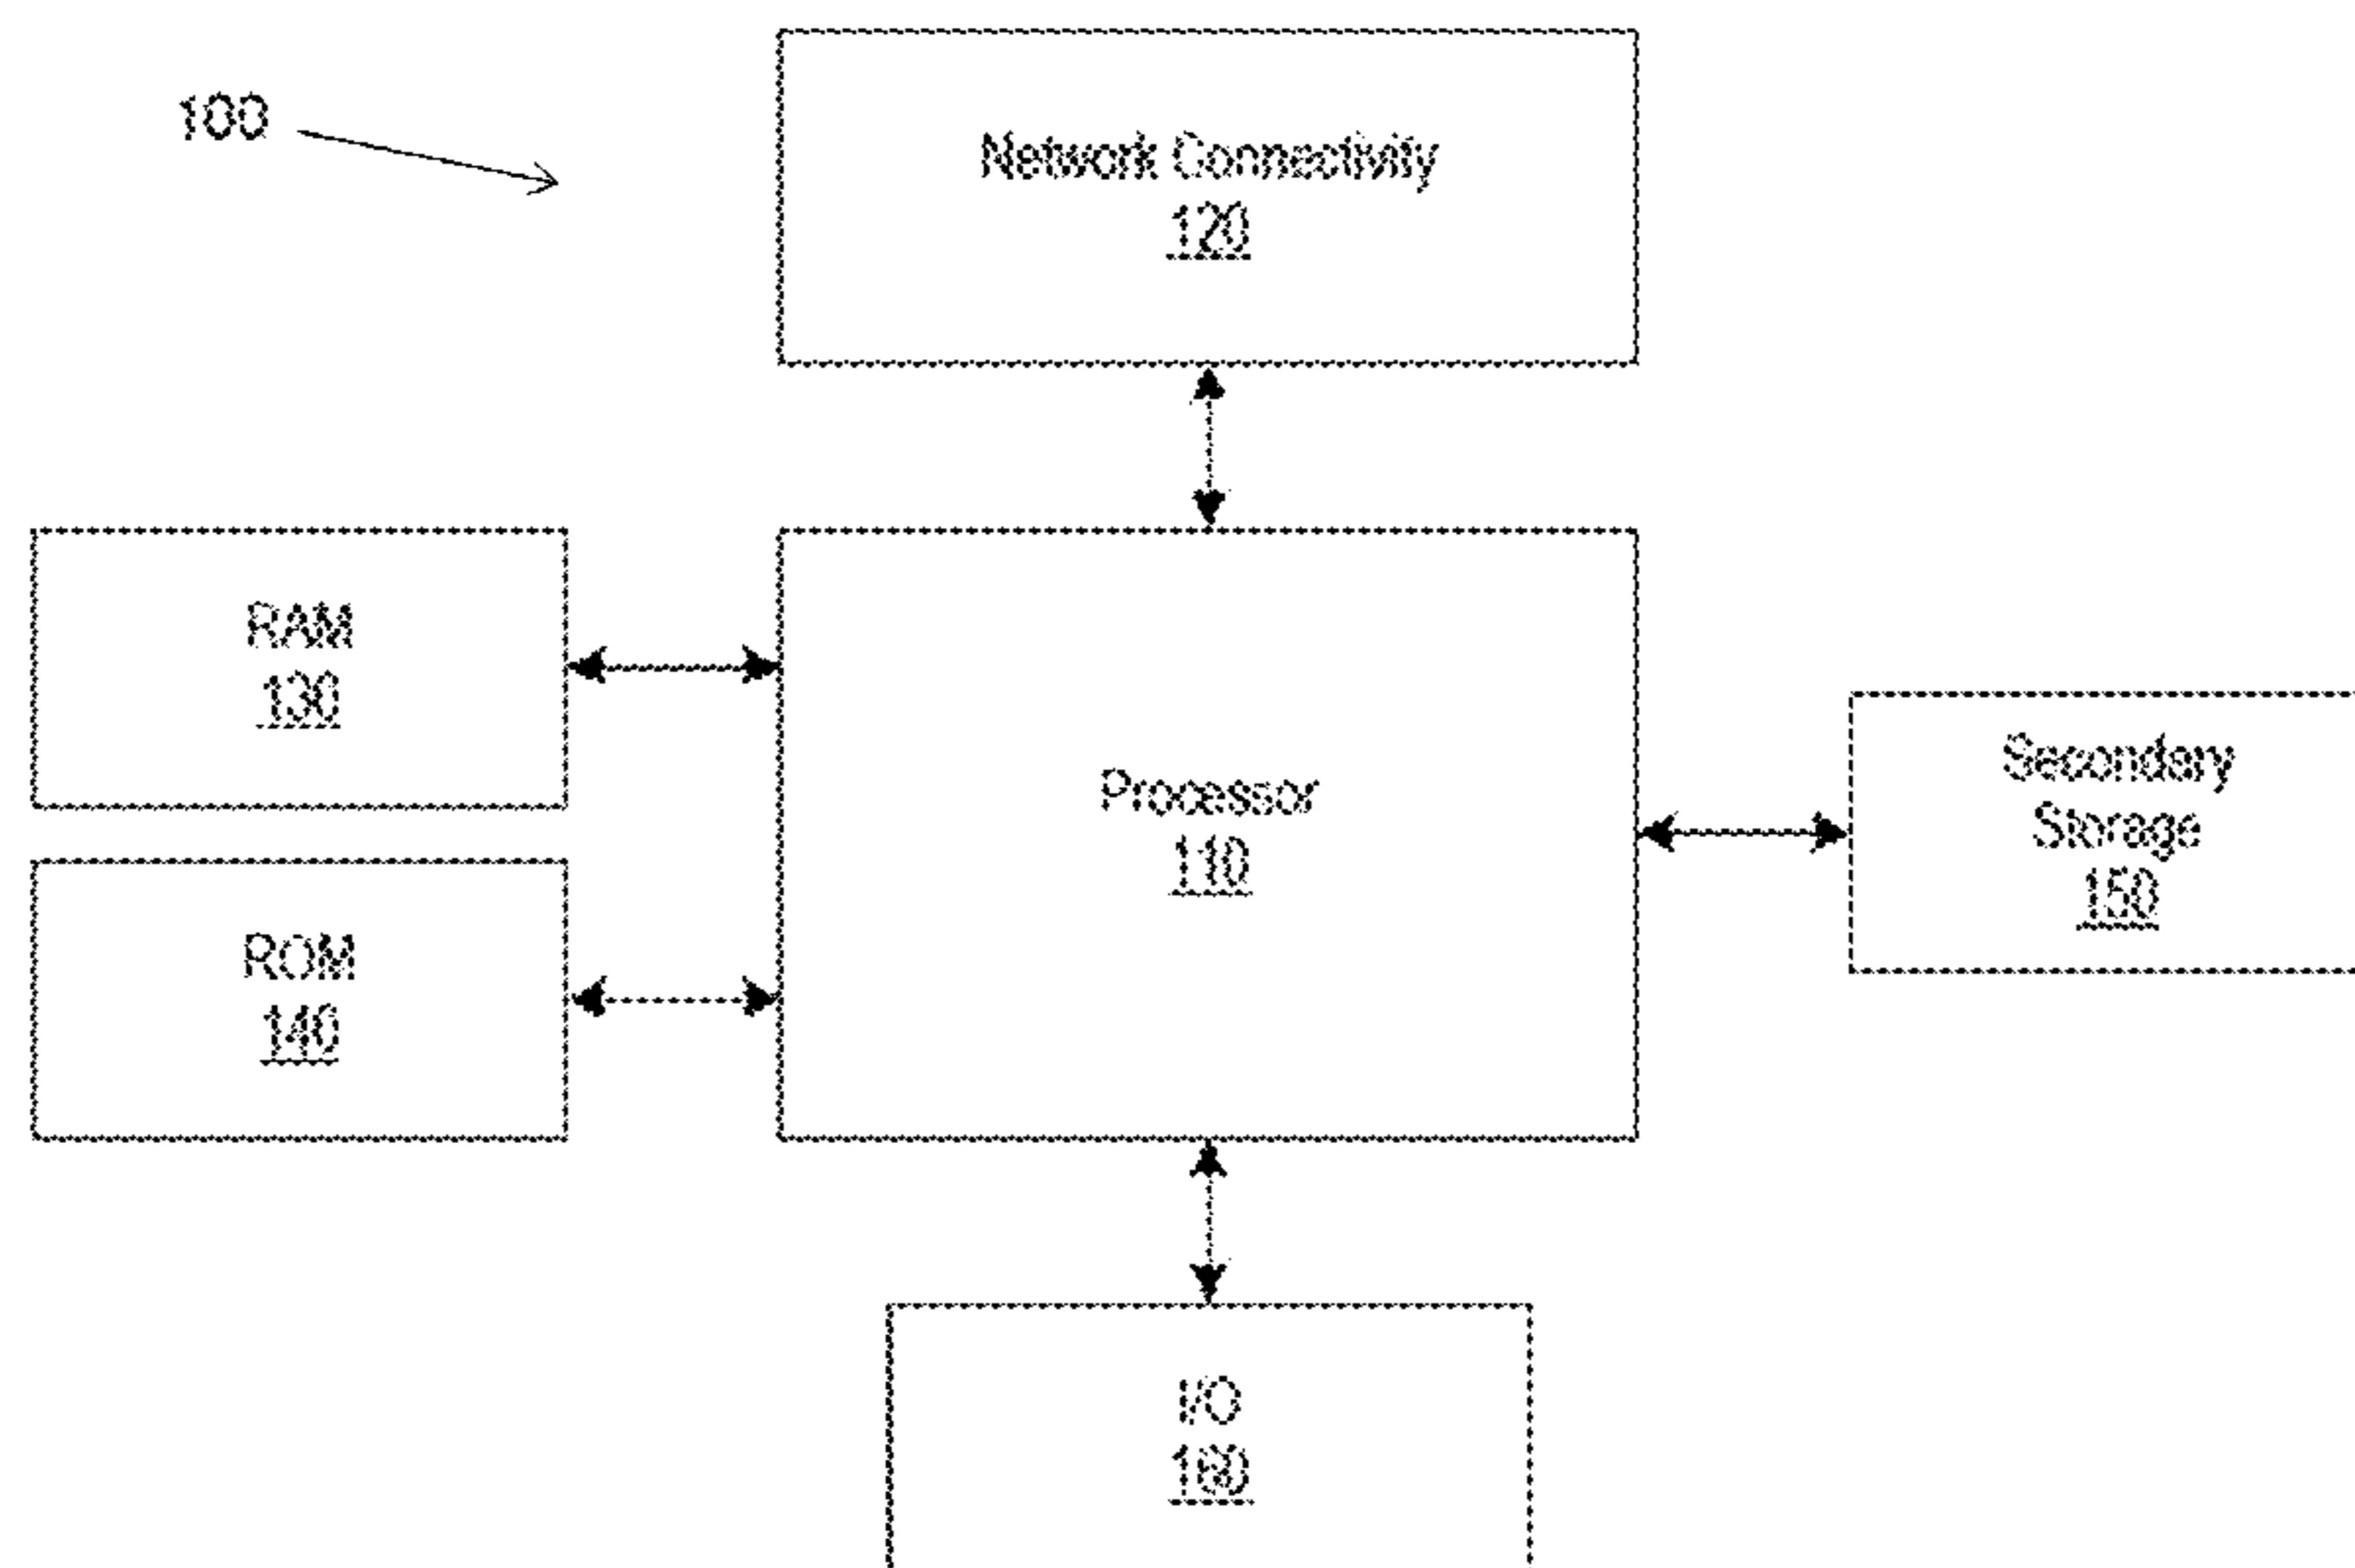 100
Network Connectivity
120
RAM
130
Processor
110
Secondary
Storage
150
ROM
140
I/O
160